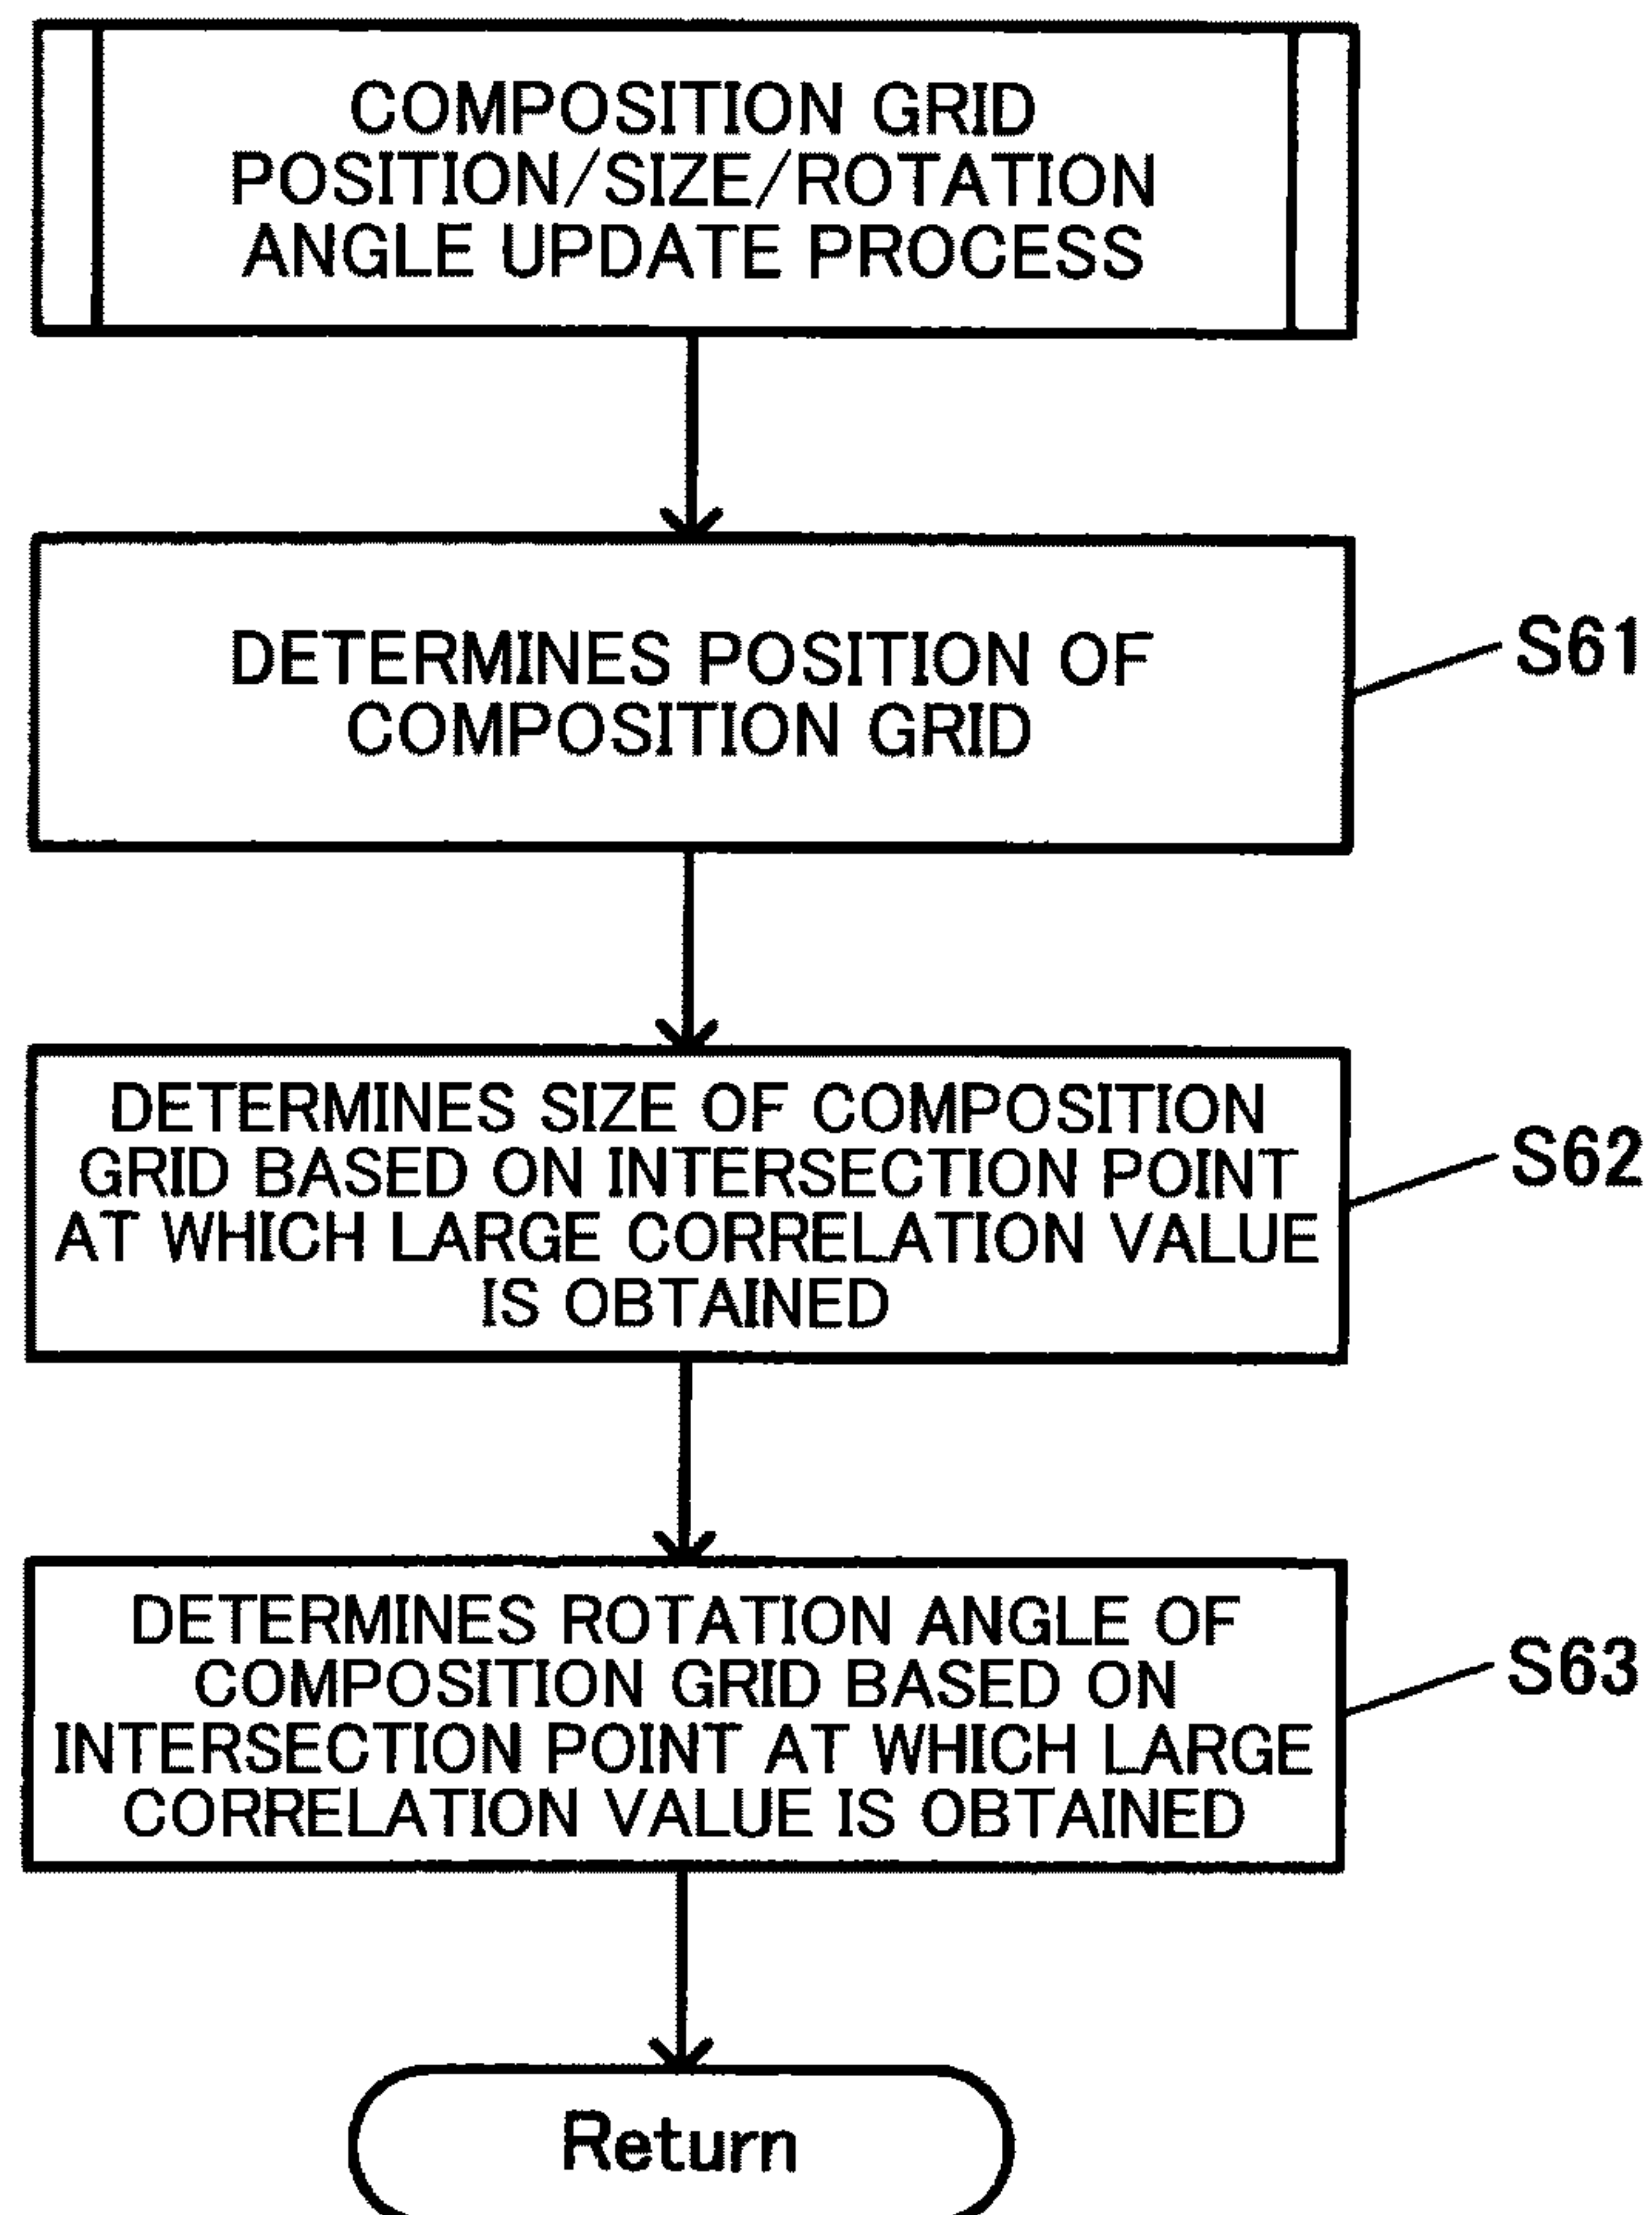 COMPOSITION GRID
POSITION/SIZE/ROTATION
ANGLE UPDATE PROCESS
DETERMINES POSITION OF
COMPOSITION GRID
S61
DETERMINES SIZE OF COMPOSITION
GRID BASED ON INTERSECTION POINT
AT WHICH LARGE CORRELATION VALUE
IS OBTAINED
S62
DETERMINES ROTATION ANGLE OF
COMPOSITION GRID BASED ON
INTERSECTION POINT AT WHICH LARGE
CORRELATION VALUE IS OBTAINED
S63
Return